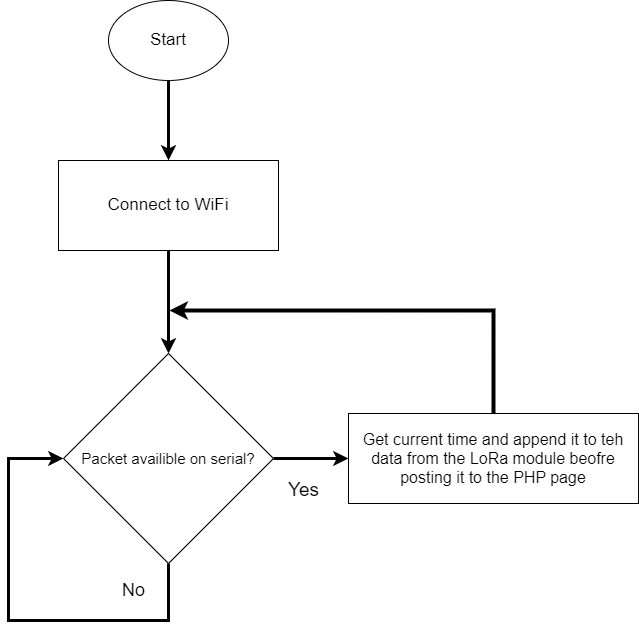 Start
Connect to WiFi
Packet availible on serial?
Get current time and append it to teh
data from the LoRa module beofre
posting it to the PHP page
Yes
No